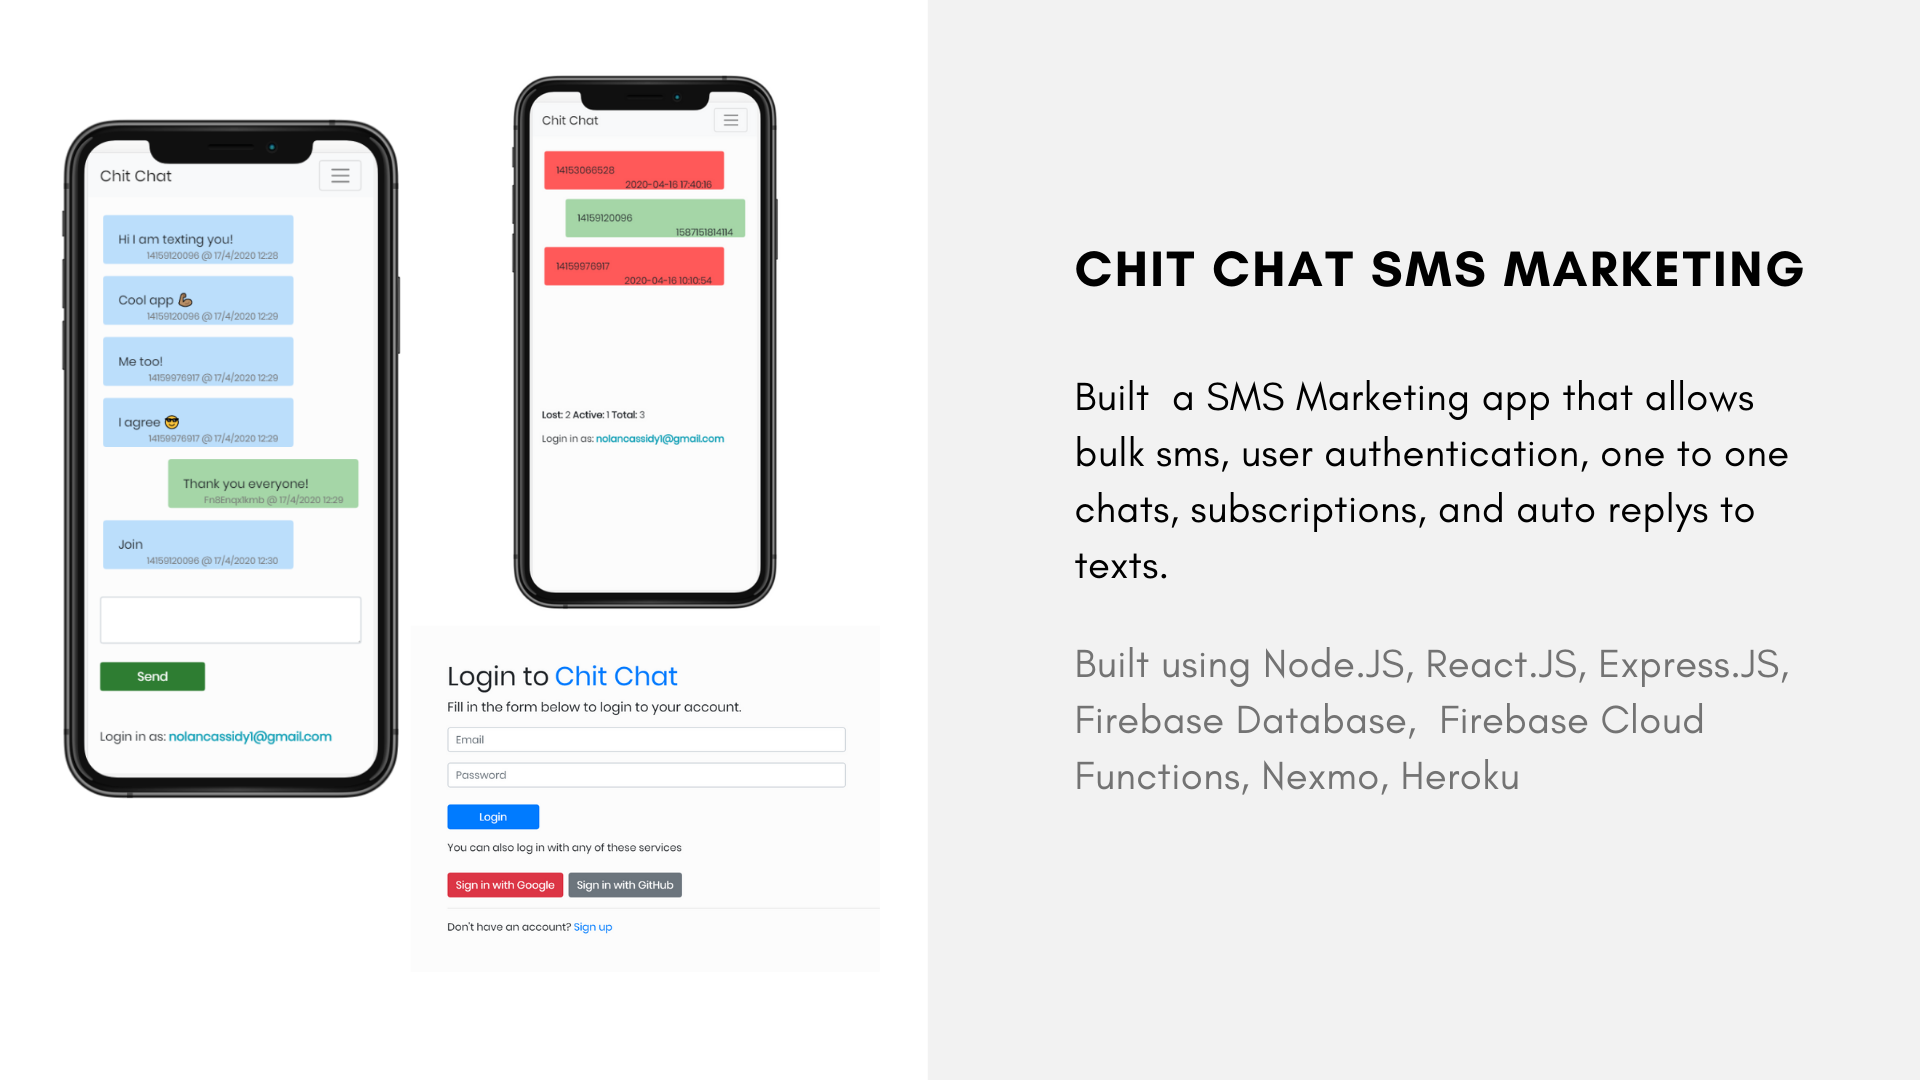 Chit Chat
Hi I am texting you!
14159120096 @ 17/4/2020 12:28
Cool app 💪🏽
14159120096 @ 17/4/2020 12:29
Me too!
14159976917 @ 17/4/2020 12:29
I agree 😎
14159976917 @ 17/4/2020 12:29
Thank you everyone!
Fn8Enqx1kmb @ 17/4/2020 12:29
Join
14159120096 @ 17/4/2020 12:30
Send
Login in as: nolancassidy1@gmail.com
Chit Chat
14153066528
2020-04-16 17:40:16
14159120096
1587151814114
14159976917
2020-04-16 10:10:54
Lost: 2 Active: 1 Total: 3
Login in as: nolancassidy1@gmail.com
Login to Chit Chat
Fill in the form below to login to your account.
Email
Password
Login
You can also log in with any of these services
Sign in with Google Sign in with GitHub
Don't have an account? Sign up
CHIT CHAT SMS MARKETING
Built  a SMS Marketing app that allows
bulk sms, user authentication, one to one
chats, subscriptions, and auto replys to
texts.
Built using Node.JS, React.JS, Express.JS,
Firebase Database,  Firebase Cloud
Functions, Nexmo, Heroku